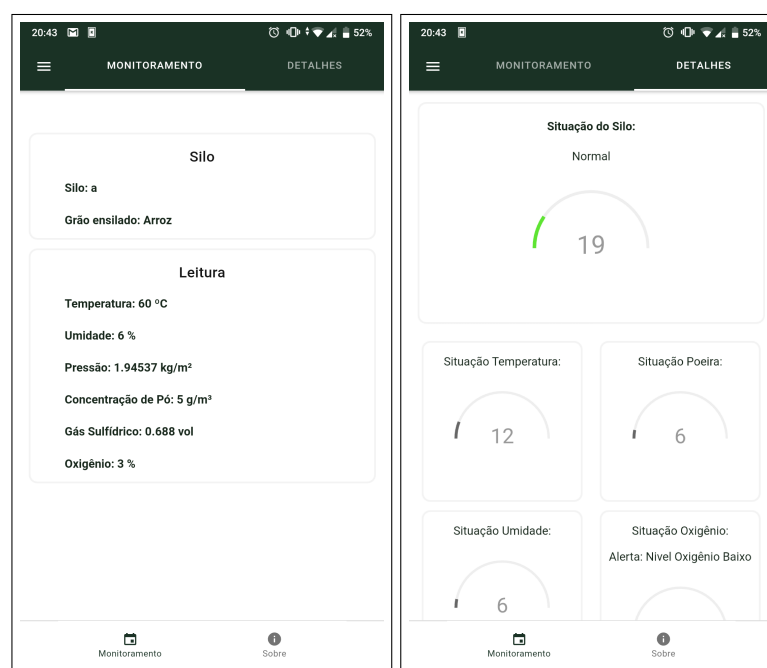 20:43
52%
MONITORAMENTO
DETALHES
Silo
Silo: a
Grão ensilado: Arroz
Leitura
Temperatura: 60 ºC
Umidade: 6 %
Pressão: 1.94537 kg/m²
Concentração de Pó: 5 g/m³
Gás Sulfídrico: 0.688 vol
Oxigênio: 3 %
Monitoramento
Sobre
20:43
52%
MONITORAMENTO
DETALHES
Situação do Silo:
Normal
19
Situação Temperatura:
12
Situação Poeira:
6
Situação Umidade:
6
Situação Oxigênio:
Alerta: Nivel Oxigênio Baixo
Monitoramento
Sobre